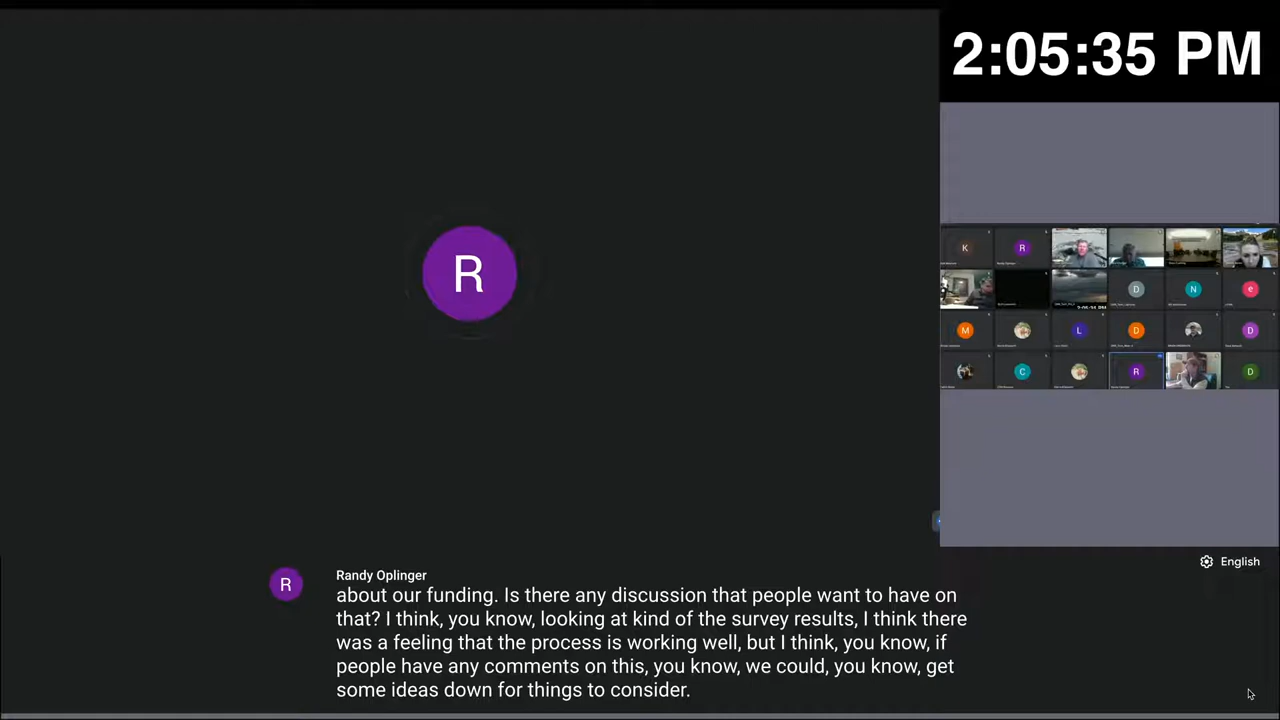 2:05:35 PM
R
K
R
D
N
e
M
L
D
D
C
R
D
English
R
Randy Oplinger
about our funding. Is there any discussion that people want to have on
that? I think, you know, looking at kind of the survey results, I think there
was a feeling that the process is working well, but I think, you know, if
people have any comments on this, you know, we could, you know, get
some ideas down for things to consider.